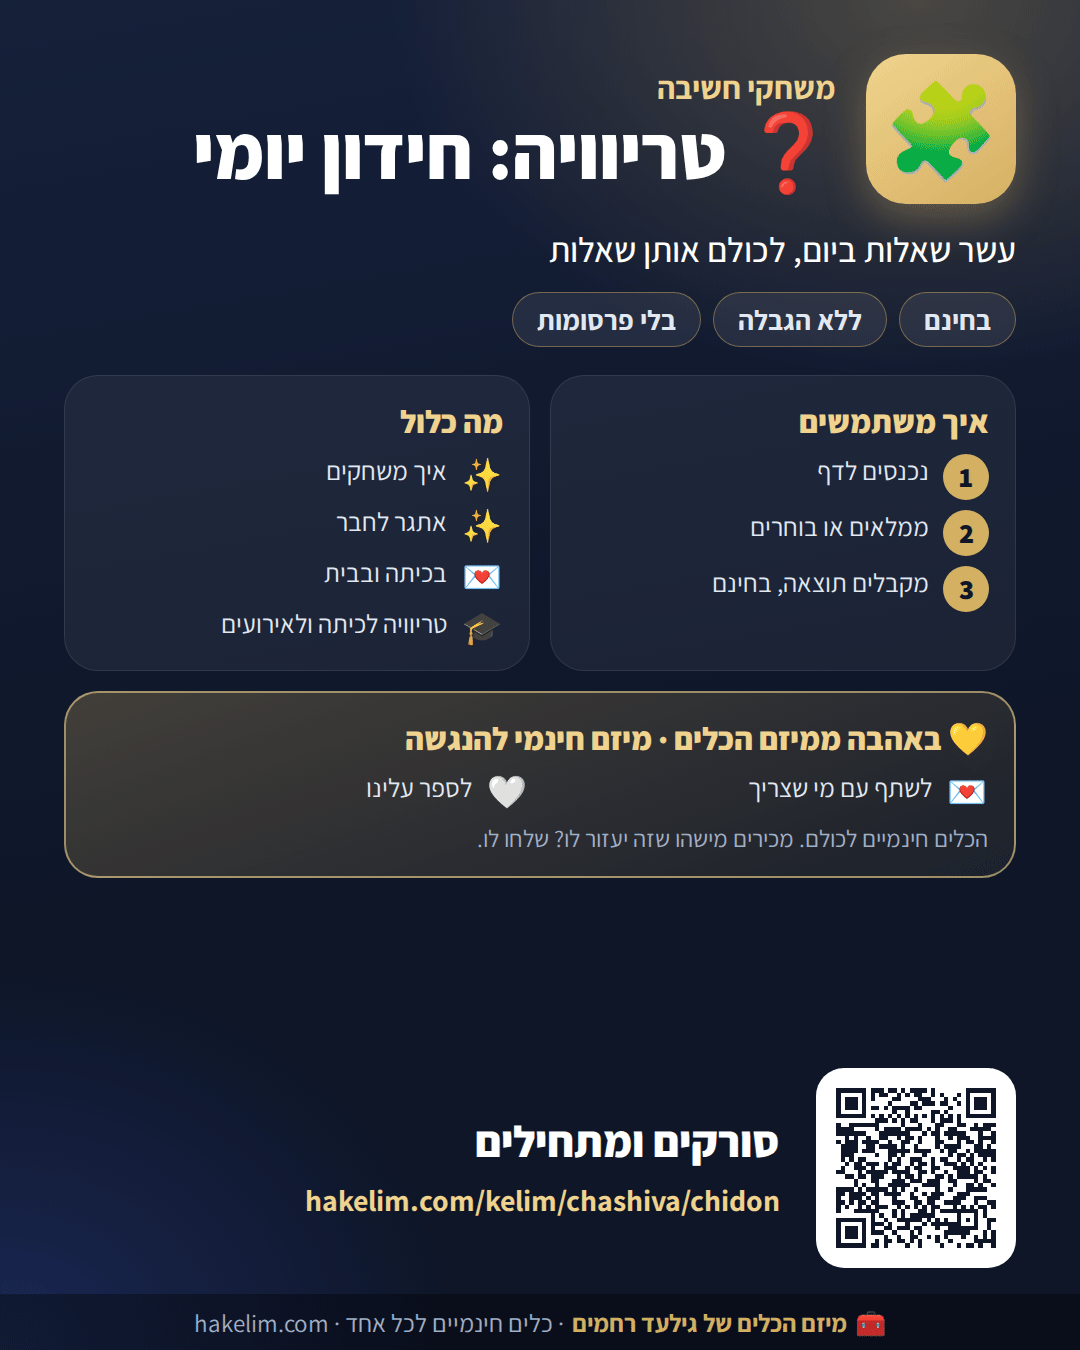 משחקי חשיבה
❓ טריוויה: חידון יומי
עשר שאלות ביום, לכולם אותן שאלות
בחינם
ללא הגבלה
בלי פרסומות
איך משתמשים
1 נכנסים לדף
2 ממלאים או בוחרים
3 מקבלים תוצאה, בחינם
מה כלול
איך משחקים
אתגר לחבר
בכיתה ובבית
טריוויה לכיתה ולאירועים
באהבה ממיזם הכלים · מיזם חינמי להנגשה
לשתף עם מי שצריך
לספר עלינו
הכלים חינמיים לכולם. מכירים מישהו שזה יעזור לו? שלחו לו.
סורקים ומתחילים
hakelim.com/kelim/chashiva/chidon
מיזם הכלים של גילעד רחמים · כלים חינמיים לכל אחד · hakelim.com